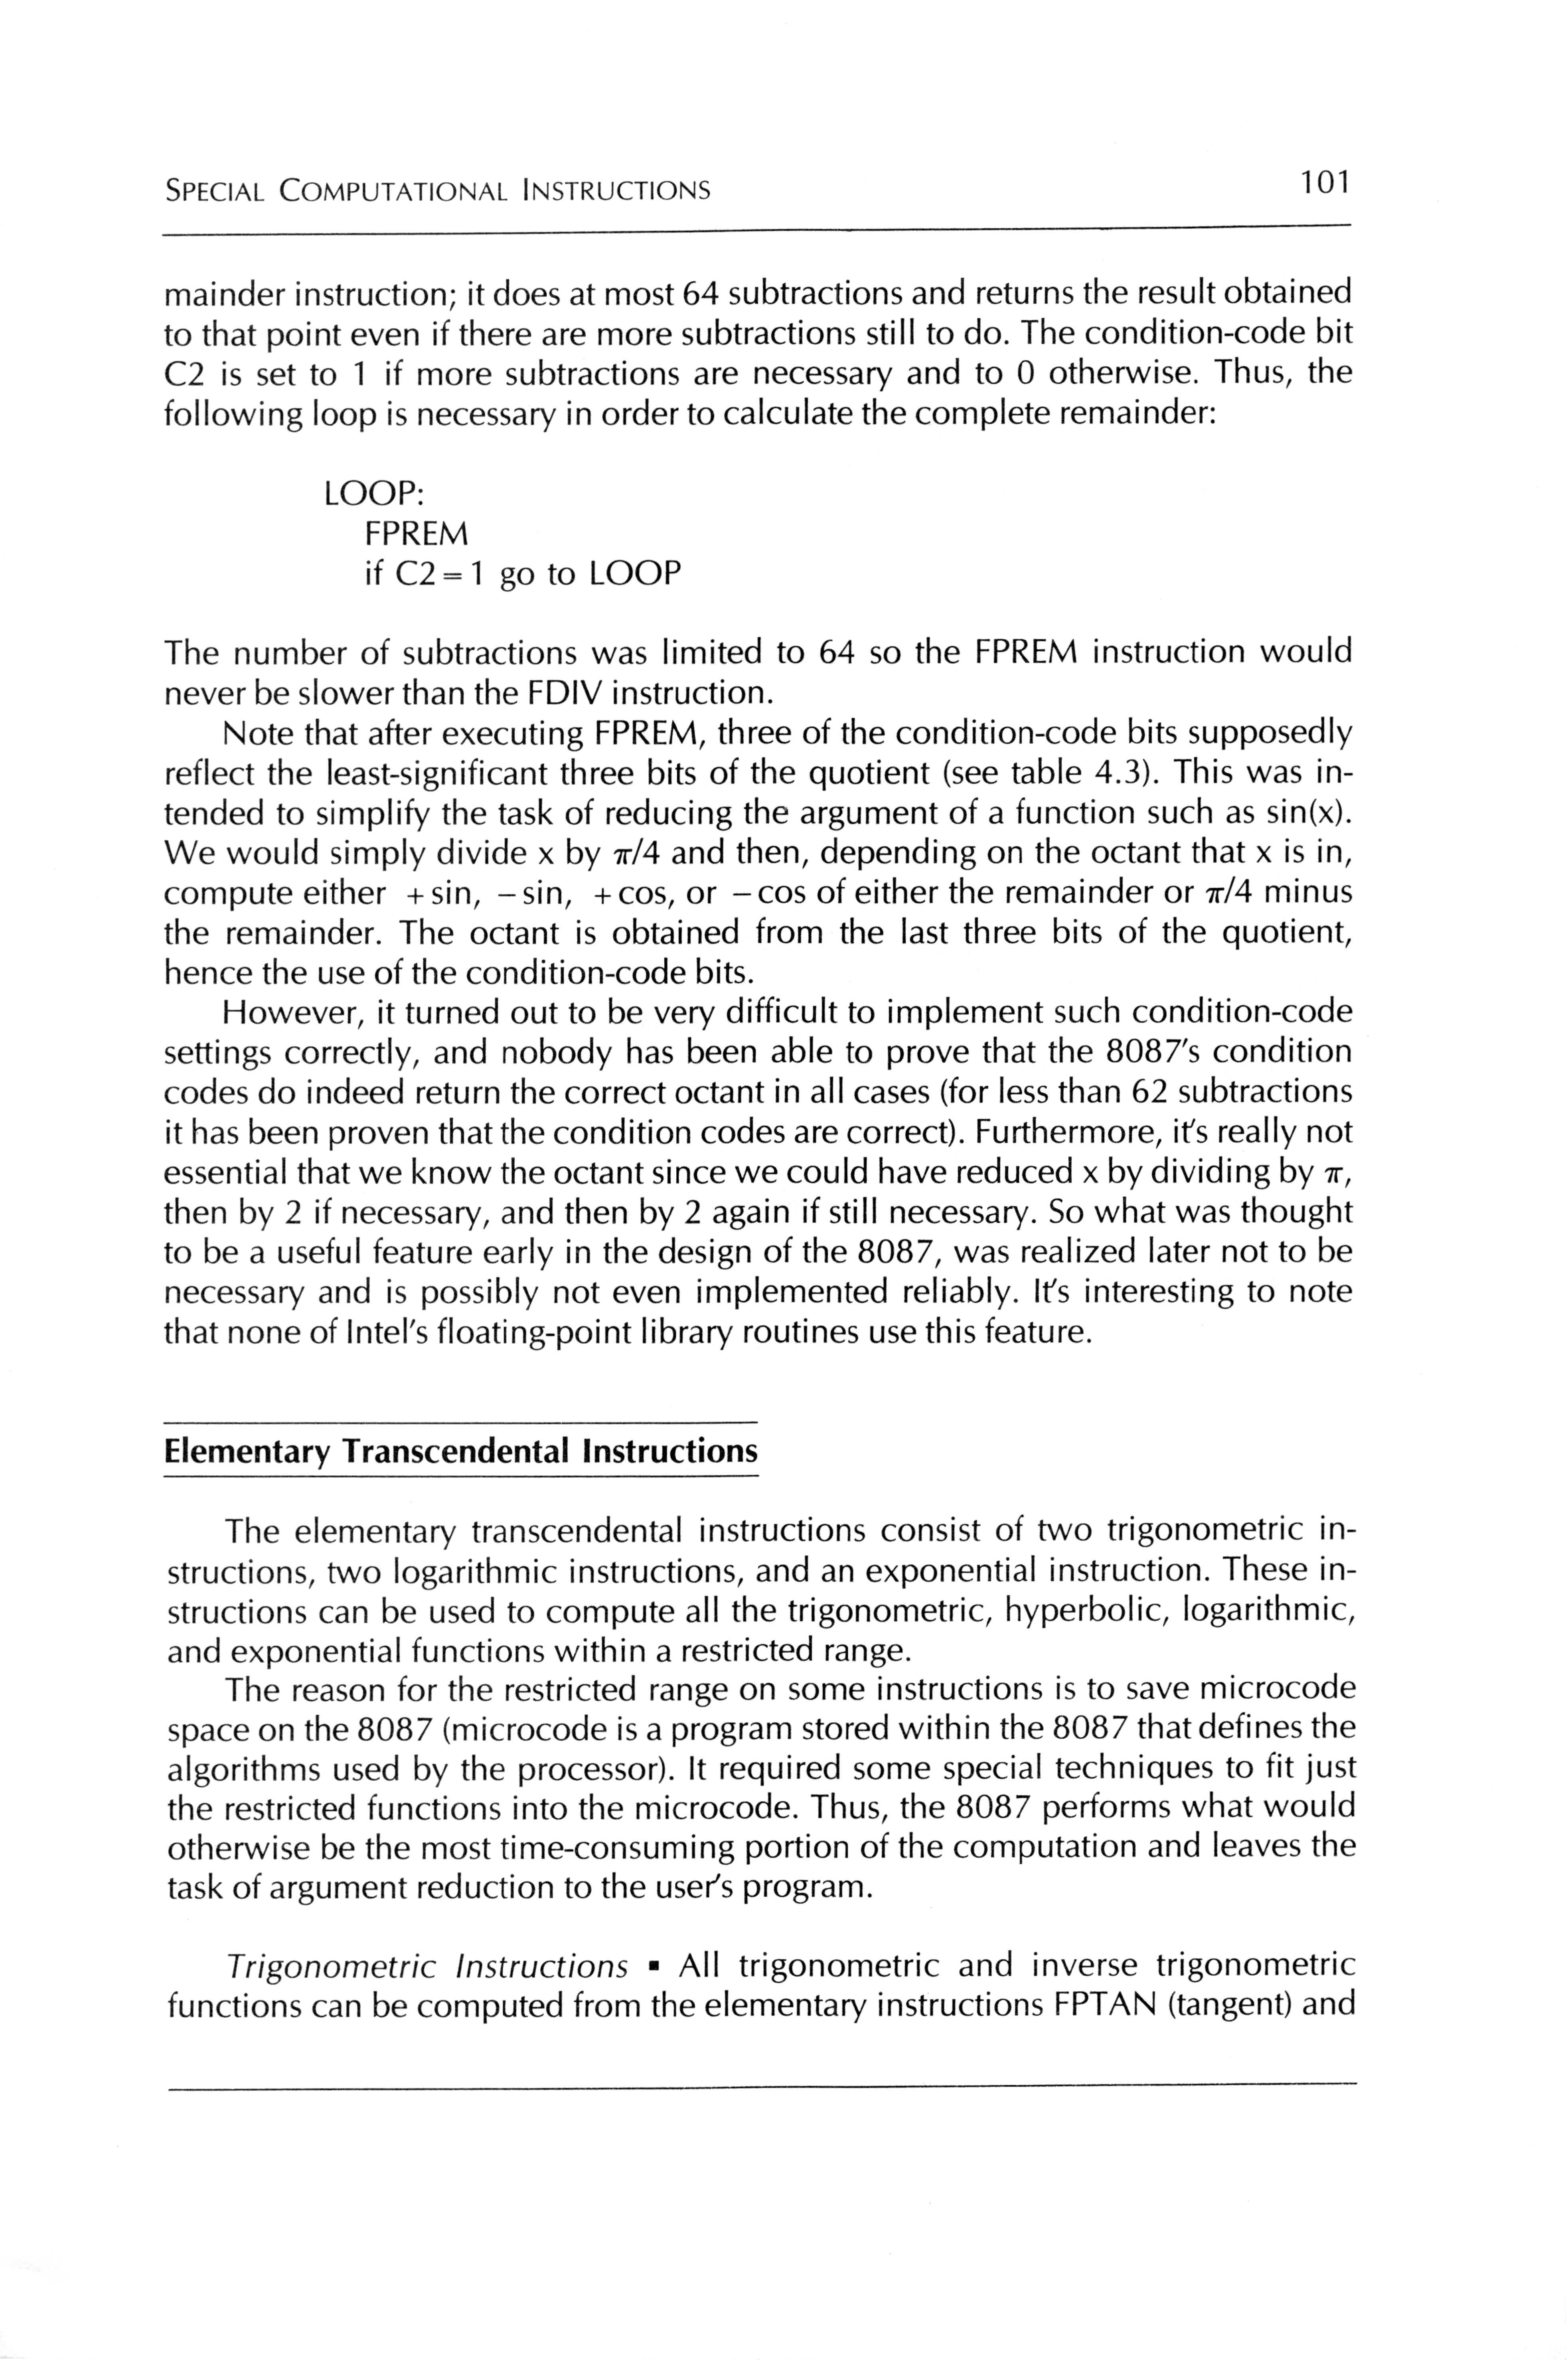 SPECIAL COMPUTATIONAL INSTRUCTIONS 101
mainder instruction; it does at most 64 subtractions and returns the result obtained
to that point even if there are more subtractions still to do. The condition-code bit
C2 is set to 1 if more subtractions are necessary and to 0 otherwise. Thus, the
following loop is necessary in order to calculate the complete remainder:
LOOP:
FPREM
if C2 = 1 go to LOOP
The number of subtractions was limited to 64 so the FPREM instruction would
never be slower than the FDIV instruction.
Note that after executing FPREM, three of the condition-code bits supposedly
reflect the least-significant three bits of the quotient (see table 4.3). This was in-
tended to simplify the task of reducing the argument of a function such as sin(x).
We would simply divide x by π/4 and then, depending on the octant that x is in,
compute either +sin, −sin, +cos, or −cos of either the remainder or π/4 minus
the remainder. The octant is obtained from the last three bits of the quotient,
hence the use of the condition-code bits.
However, it turned out to be very difficult to implement such condition-code
settings correctly, and nobody has been able to prove that the 8087's condition
codes do indeed return the correct octant in all cases (for less than 62 subtractions
it has been proven that the condition codes are correct). Furthermore, it's really not
essential that we know the octant since we could have reduced x by dividing by π,
then by 2 if necessary, and then by 2 again if still necessary. So what was thought
to be a useful feature early in the design of the 8087, was realized later not to be
necessary and is possibly not even implemented reliably. It's interesting to note
that none of Intel's floating-point library routines use this feature.
Elementary Transcendental Instructions
The elementary transcendental instructions consist of two trigonometric in-
structions, two logarithmic instructions, and an exponential instruction. These in-
structions can be used to compute all the trigonometric, hyperbolic, logarithmic,
and exponential functions within a restricted range.
The reason for the restricted range on some instructions is to save microcode
space on the 8087 (microcode is a program stored within the 8087 that defines the
algorithms used by the processor). It required some special techniques to fit just
the restricted functions into the microcode. Thus, the 8087 performs what would
otherwise be the most time-consuming portion of the computation and leaves the
task of argument reduction to the user's program.
Trigonometric Instructions ▪ All trigonometric and inverse trigonometric
functions can be computed from the elementary instructions FPTAN (tangent) and